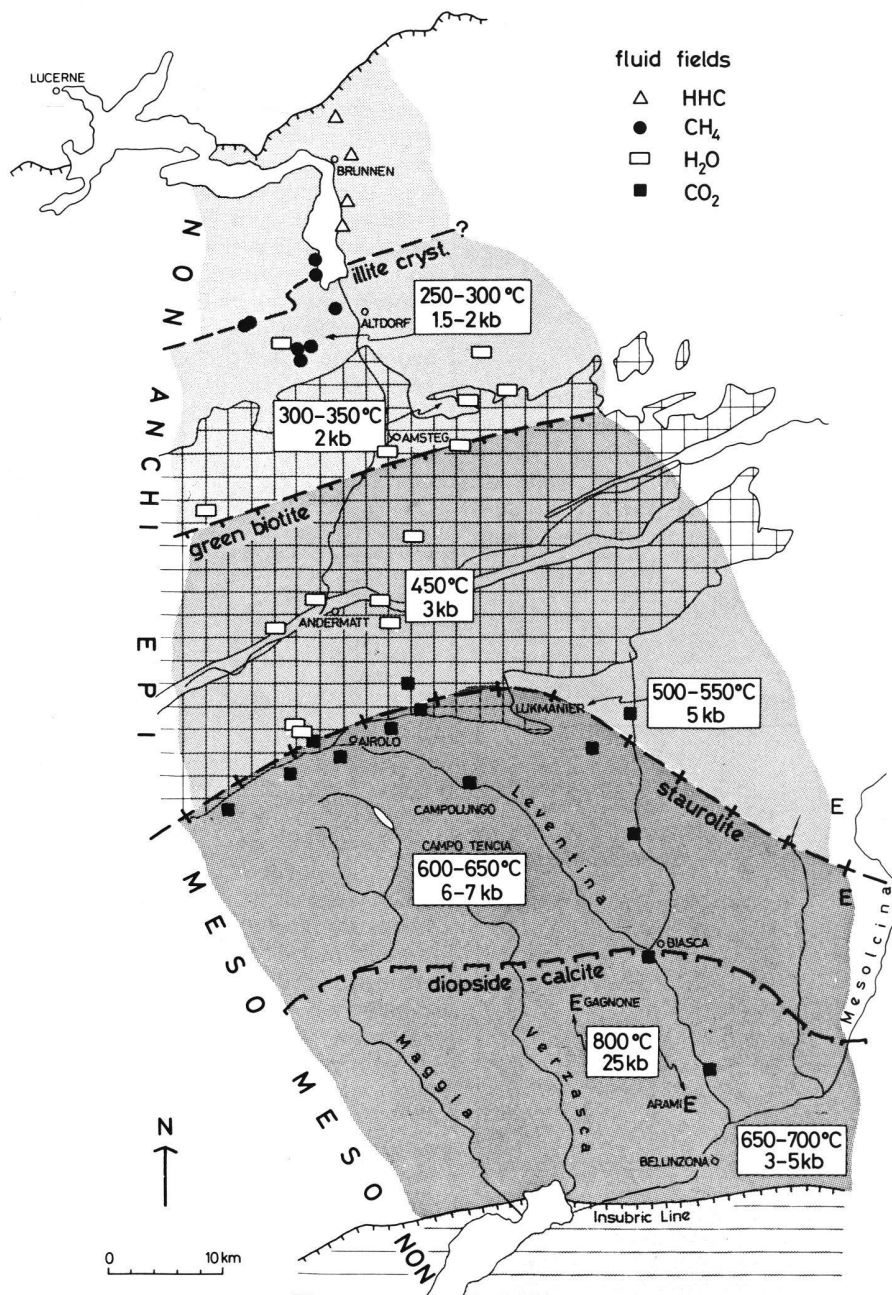 fluid fields
HHC
CH₄
H₂O
CO₂
LUCERNE
BRUNNEN
NON
?
illite cryst.
250–300 °C
1.5–2 kb
ALTDORF
ANCHI
300–350 °C
2 kb
AMSTEG
green biotite
450 °C
3 kb
ANDERMATT
EPI
LUKMANIER
500–550 °C
5 kb
AIROLO
staurolite
E
E
CAMPOLUNGO
Leventina
CAMPO TENCIA
600–650 °C
6–7 kb
MESO
BIASCA
Mesolcina
diopside – calcite
E GAGNONE
800 °C
25 kb
Maggia
Verzasca
ARAMI E
MESO
N
650–700 °C
3–5 kb
BELLINZONA
Insubric Line
NON
0 10 km